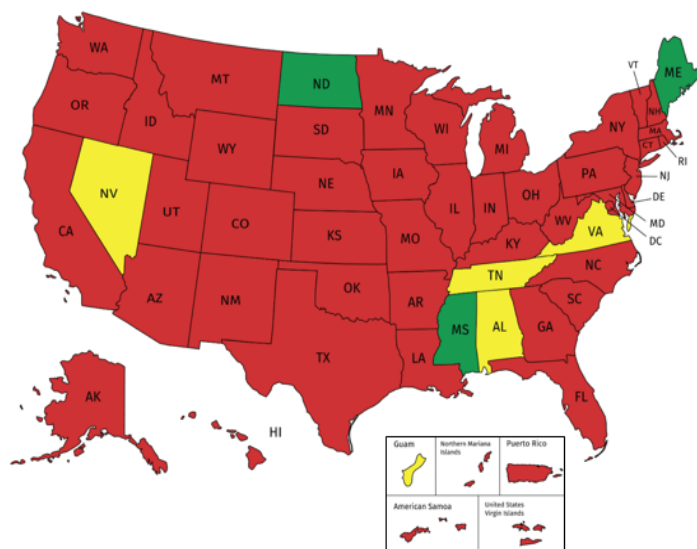 WA
MT
ND
MN
ME
VT
NH
OR
ID
SD
WI
MI
NY
MA
CT
RI
WY
IA
PA
NJ
NV
NE
IL
IN
OH
DE
MD
DC
UT
CO
KS
MO
WV
VA
KY
CA
NC
TN
AZ
NM
OK
AR
SC
MS
AL
GA
TX
LA
FL
AK
HI
Guam
Northern Mariana
Islands
Puerto Rico
American Samoa
United States
Virgin Islands